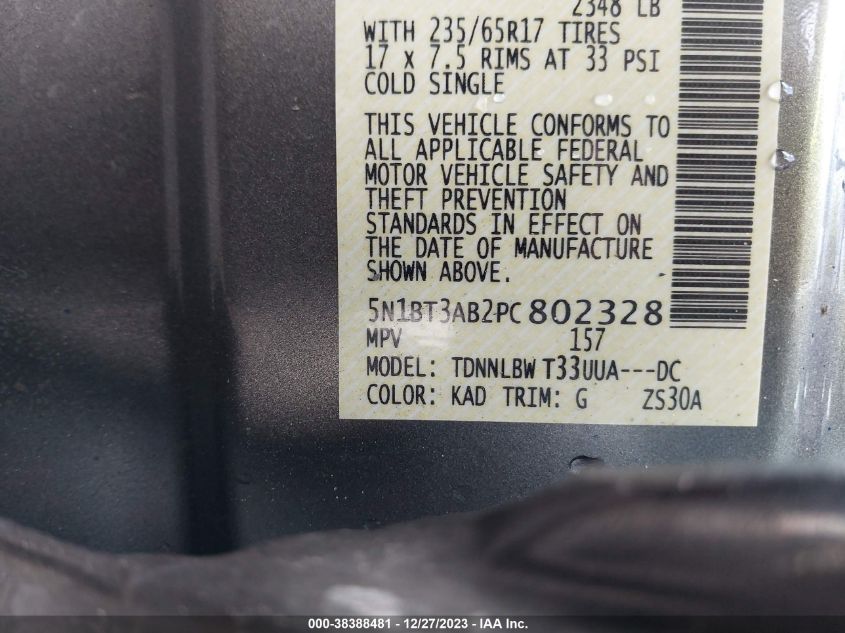 2348 LB
WITH 235/65R17 TIRES
17 x 7.5 RIMS AT 33 PSI
COLD SINGLE
THIS VEHICLE CONFORMS TO
ALL APPLICABLE FEDERAL
MOTOR VEHICLE SAFETY AND
THEFT PREVENTION
STANDARDS IN EFFECT ON
THE DATE OF MANUFACTURE
SHOWN ABOVE.
5N1BT3AB2PC802328
MPV 157
MODEL: TDNNLBW T33UUA---DC
COLOR: KAD TRIM: G ZS30A
000-38388481 - 12/27/2023 - IAA Inc.